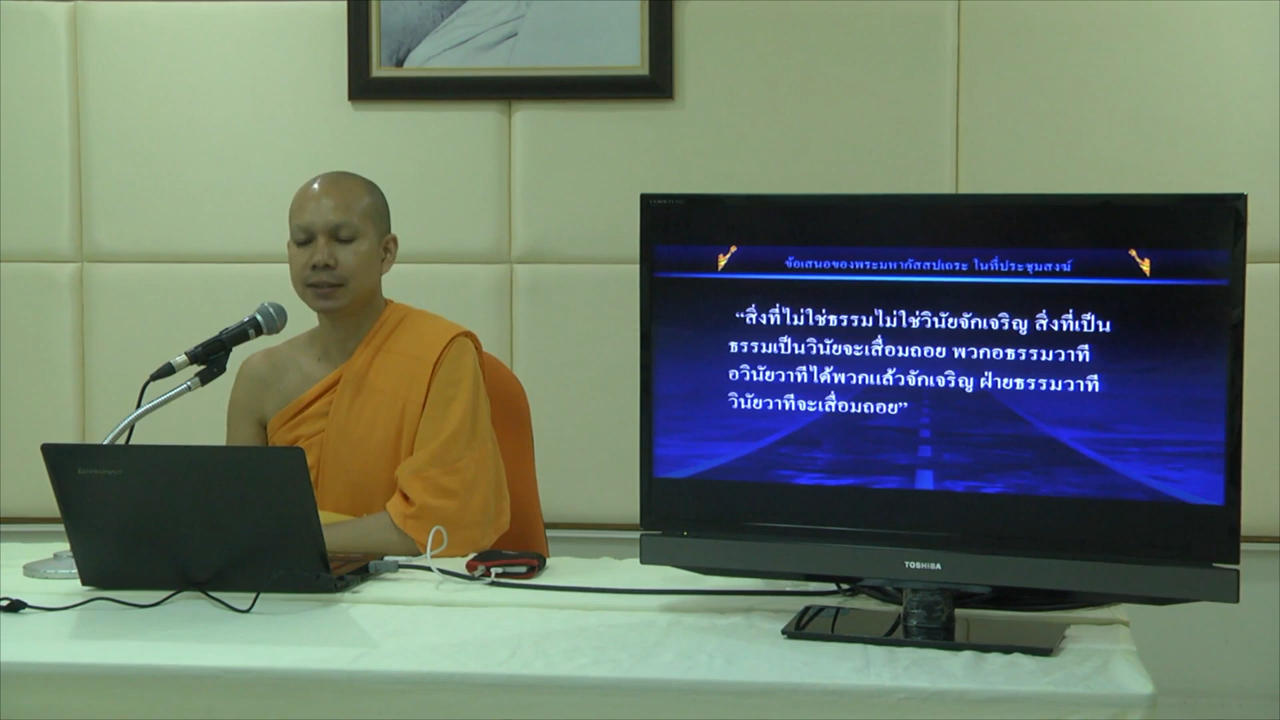 ข้อเสนอของพระมหากัสสปเถระ ในที่ประชุมสงฆ์
“สิ่งที่ไม่ใช่ธรรมไม่ใช่วินัยจักเจริญ สิ่งที่เป็น
ธรรมเป็นวินัยจะเสื่อมถอย พวกอธรรมวาที
อวินัยวาทีได้พวกแล้วจักเจริญ ฝ่ายธรรมวาที
วินัยวาทีจะเสื่อมถอย”
TOSHIBA